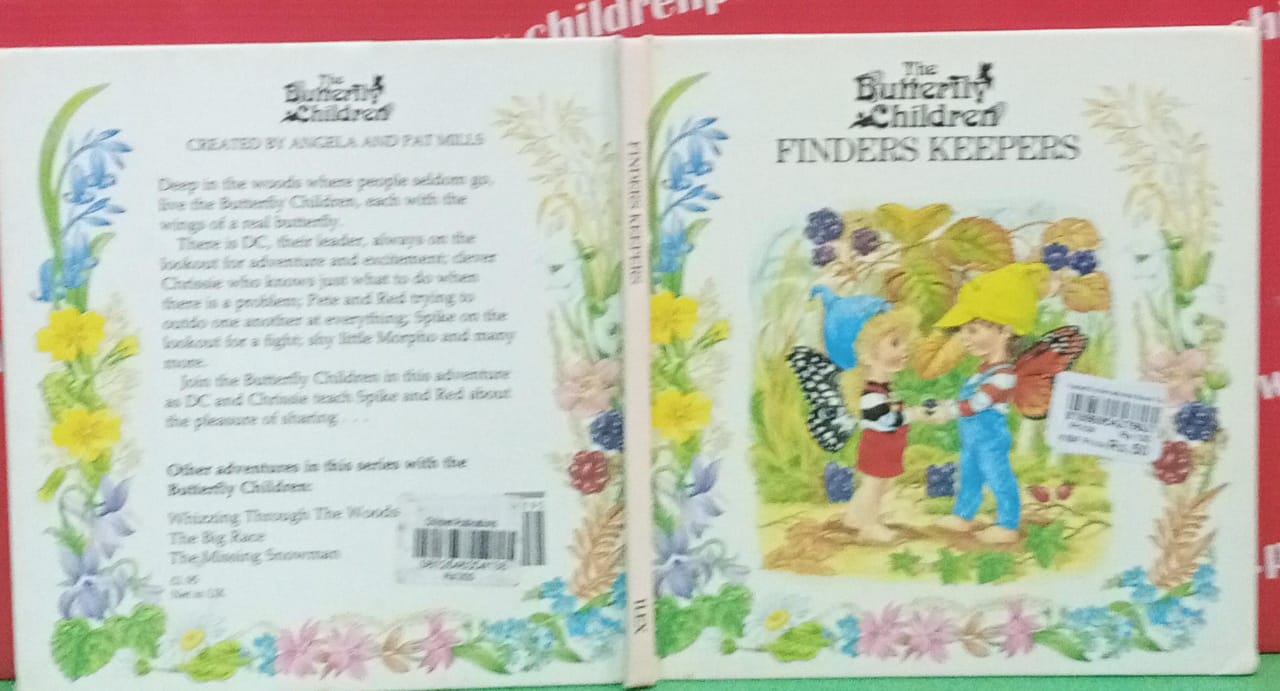 childrenp
The
Butterfly
Children
CREATED BY ANGELA AND PAT MILLS
Deep in the woods where people seldom go,
live the Butterfly Children, each with the
wings of a real butterfly.
There is DC, their leader, always on the
lookout for adventure and excitement; clever
Chrissie who knows just what to do when
there is a problem; Pete and Red trying to
outdo one another at everything; Spike on the
lookout for a fight; shy little Morpho and many
more.
Join the Butterfly Children in this adventure
as DC and Chrissie teach Spike and Red about
the pleasure of sharing . . .
Other adventures in this series with the
Butterfly Children:
Whizzing Through The Woods
The Big Race
The Missing Snowman
FINDERS KEEPERS
The
Butterfly
Children
FINDERS KEEPERS